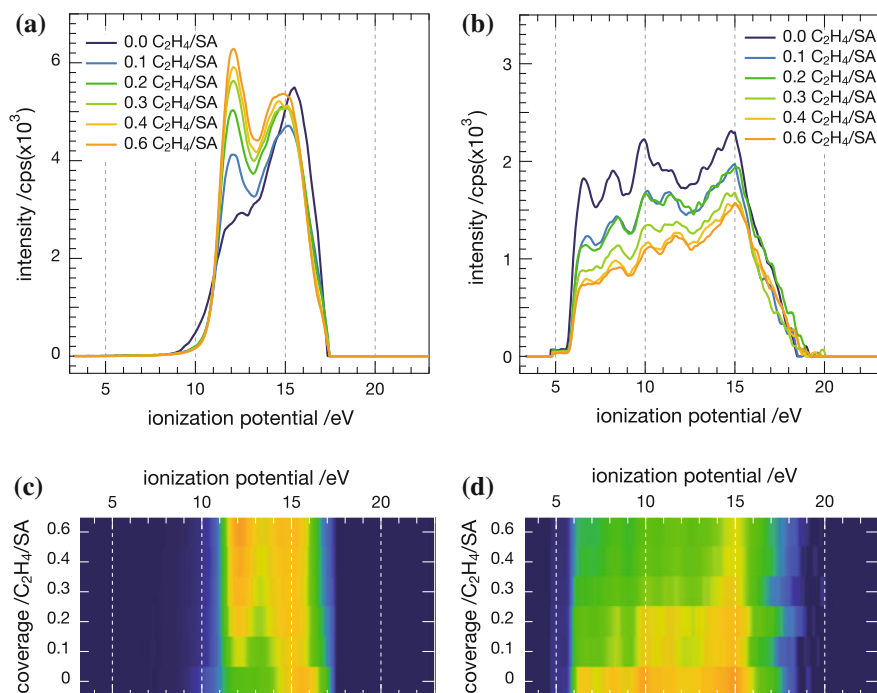 (a)
6
4
2
0
intensity /cps(x10³)
0.0 C₂H₄/SA
0.1 C₂H₄/SA
0.2 C₂H₄/SA
0.3 C₂H₄/SA
0.4 C₂H₄/SA
0.6 C₂H₄/SA
5 10 15 20
ionization potential /eV
(b)
3
2
1
0
intensity /cps(x10³)
0.0 C₂H₄/SA
0.1 C₂H₄/SA
0.2 C₂H₄/SA
0.3 C₂H₄/SA
0.4 C₂H₄/SA
0.6 C₂H₄/SA
5 10 15 20
ionization potential /eV
(c)
ionization potential /eV
5 10 15 20
coverage /C₂H₄/SA
0.6
0.4
0.3
0.2
0.1
0
(d)
ionization potential /eV
5 10 15 20
coverage /C₂H₄/SA
0.6
0.4
0.3
0.2
0.1
0